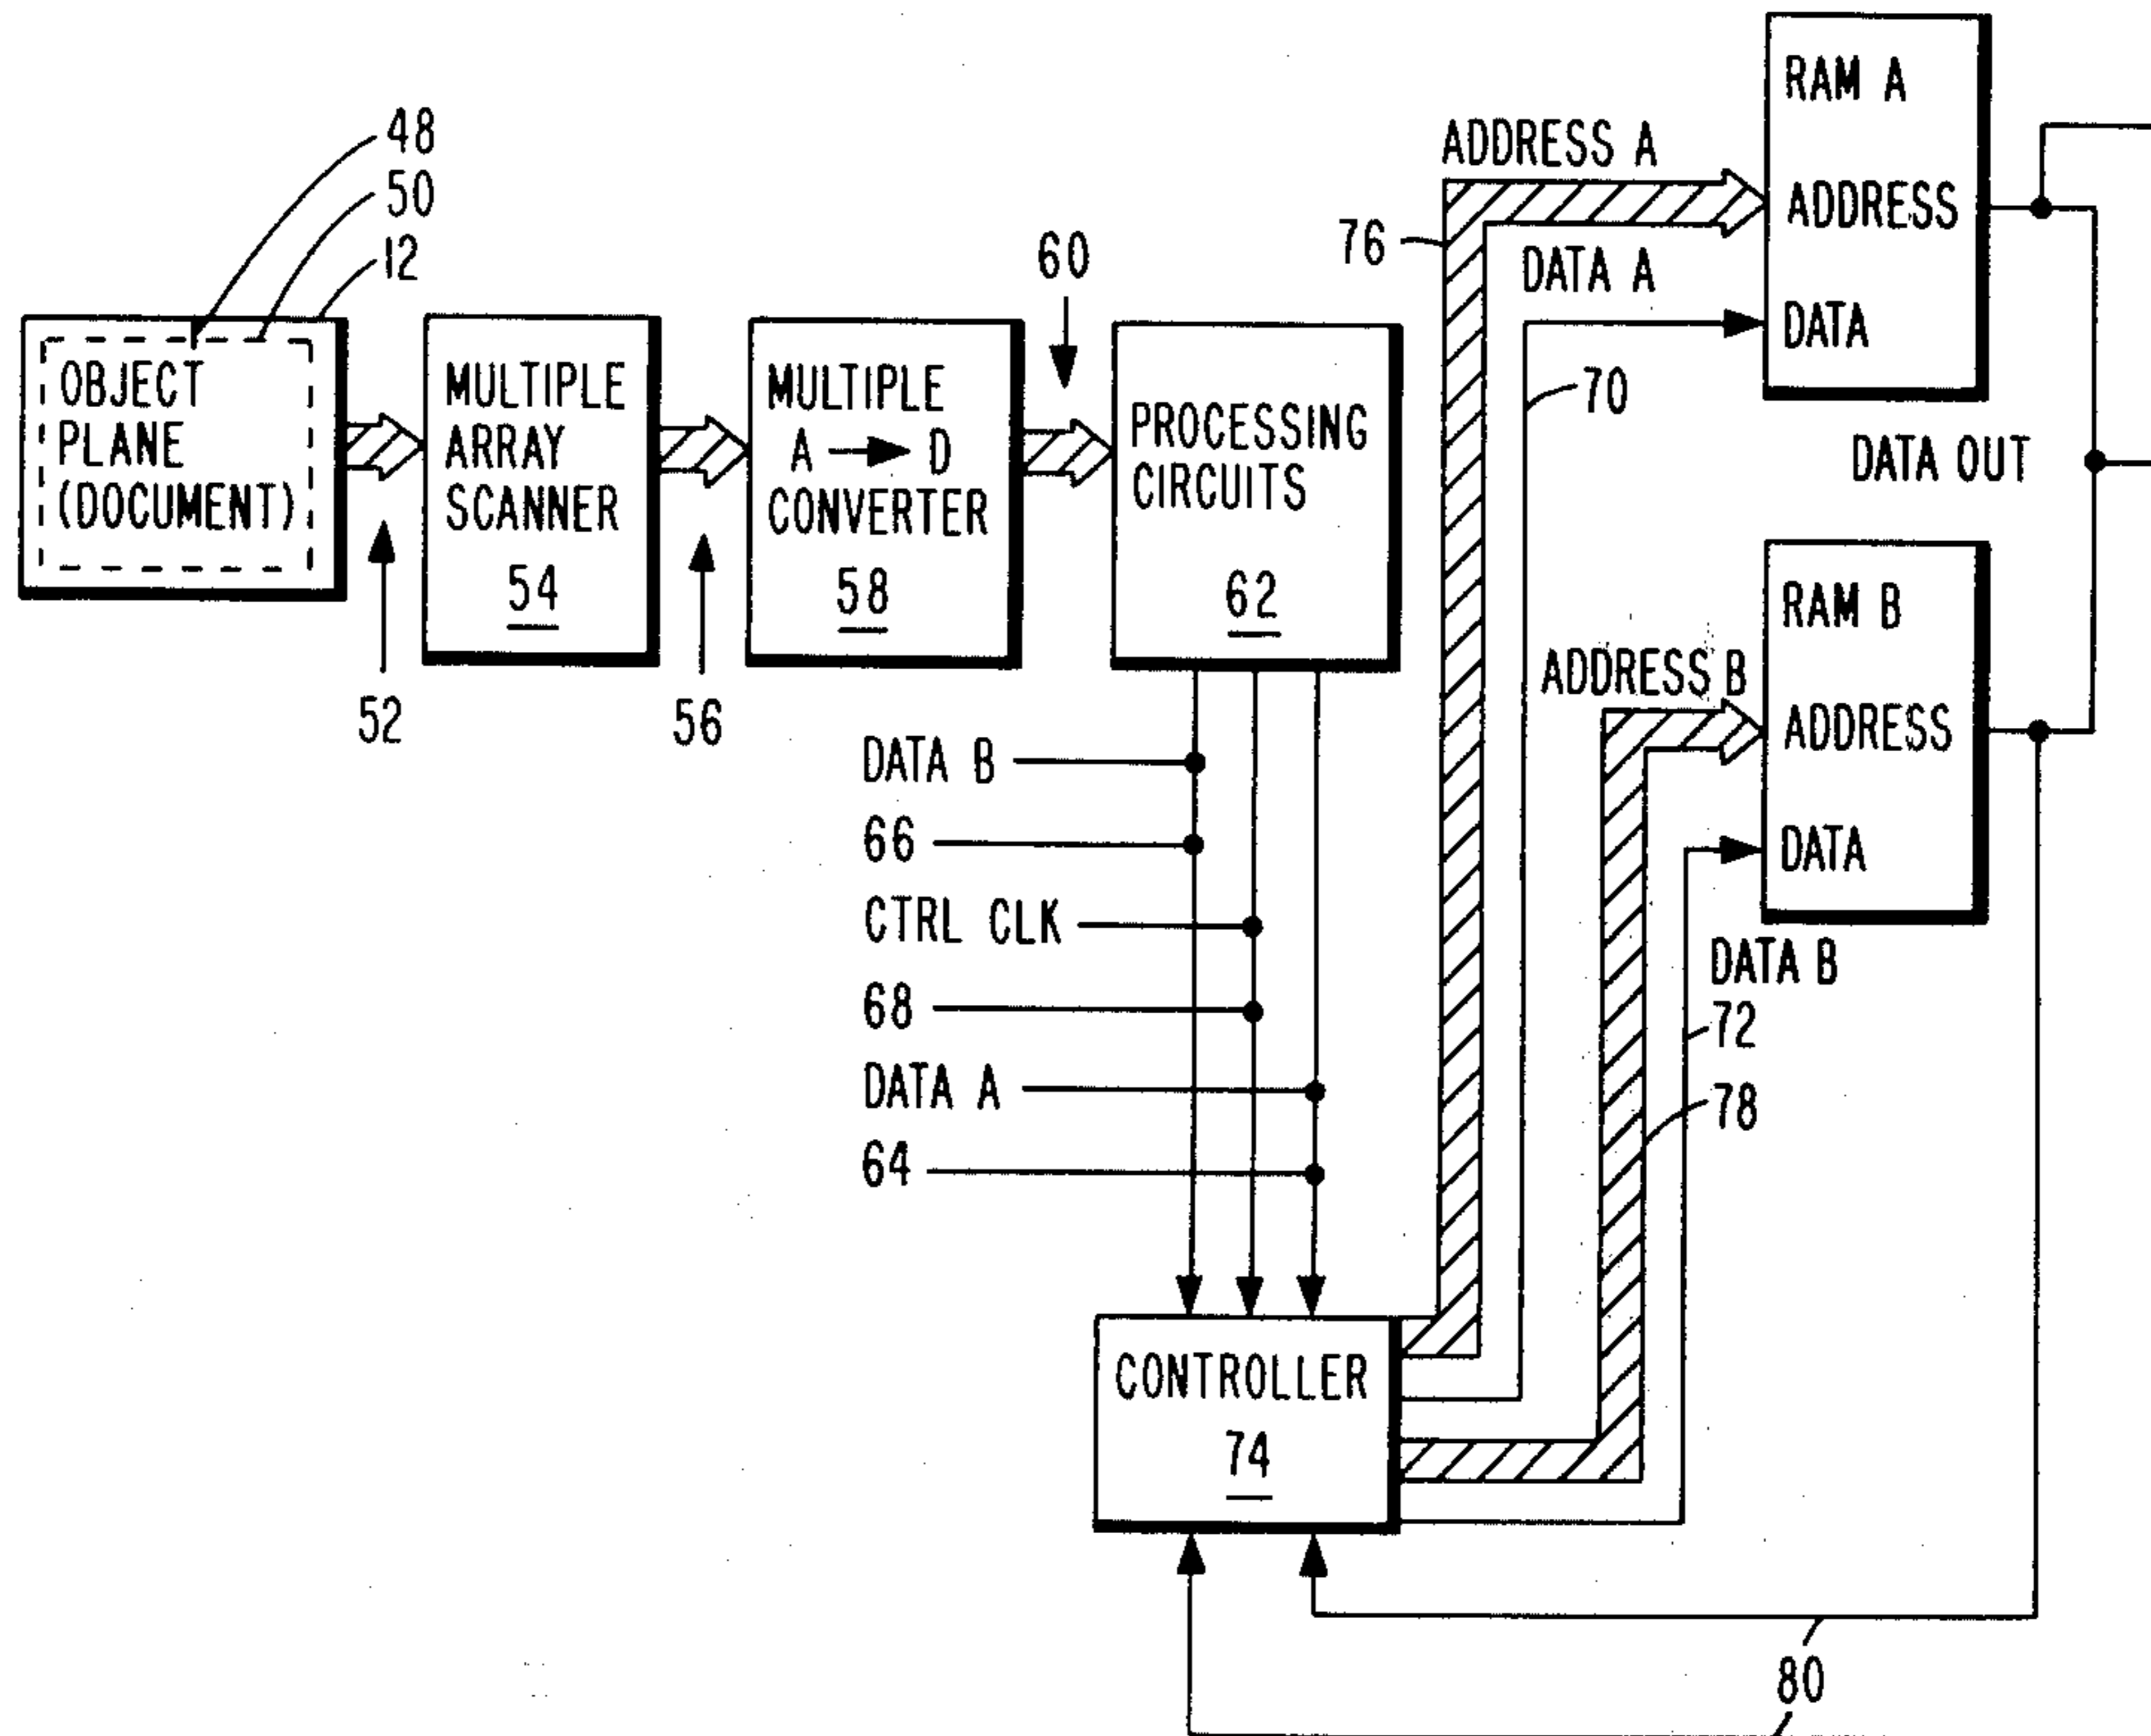 48
50
12
OBJECT
PLANE
(DOCUMENT)
52
MULTIPLE
ARRAY
SCANNER
54
56
MULTIPLE
A → D
CONVERTER
58
60
PROCESSING
CIRCUITS
62
DATA B
66
CTRL CLK
68
DATA A
64
CONTROLLER
74
76
ADDRESS A
DATA A
70
RAM A
ADDRESS
DATA
DATA OUT
ADDRESS B
RAM B
ADDRESS
DATA
DATA B
72
78
80